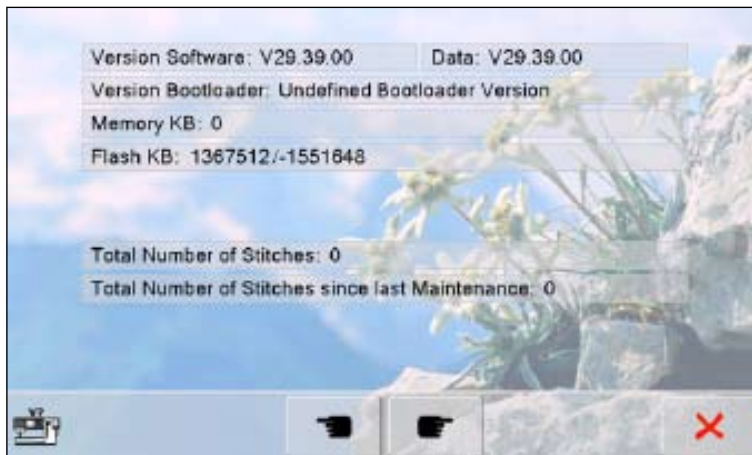 Version Software: V29.39.00 Data: V29.39.00
Version Bootloader: Undefined Bootloader Version
Memory KB: 0
Flash KB: 1367512/-1551648
Total Number of Stitches: 0
Total Number of Stitches since last Maintenance: 0